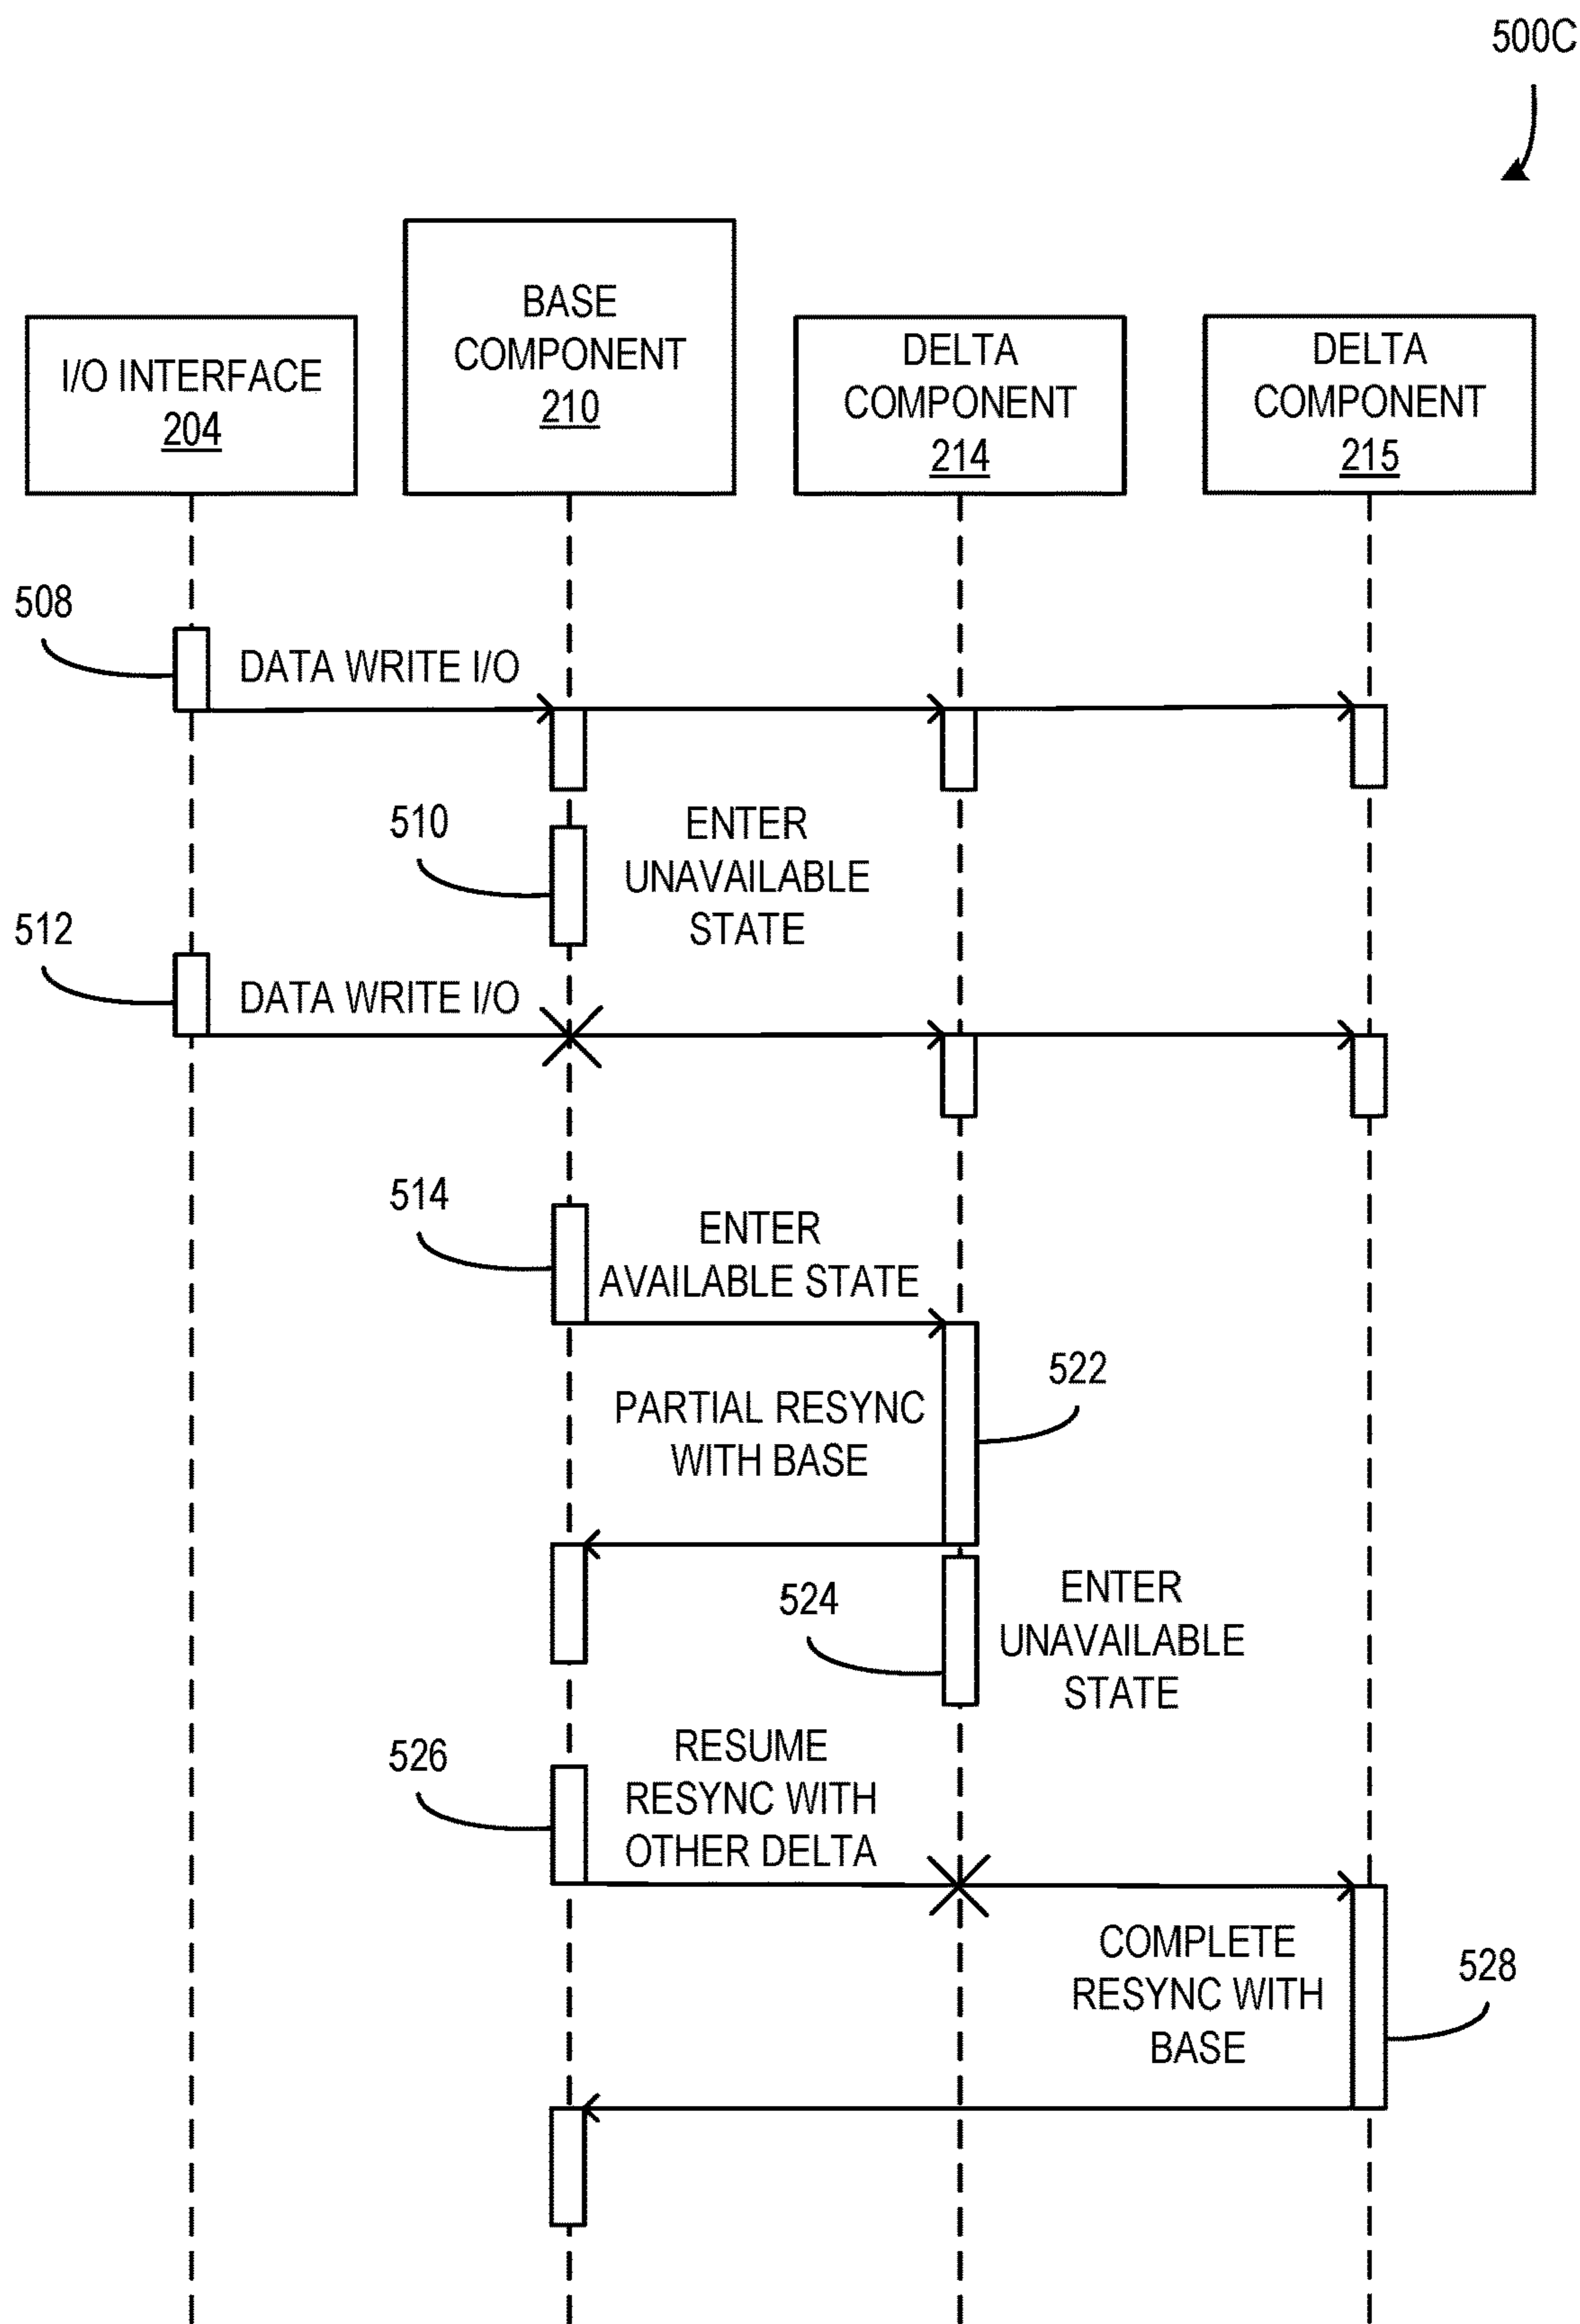 500C
I/O INTERFACE
204
BASE
COMPONENT
210
DELTA
COMPONENT
214
DELTA
COMPONENT
215
508
DATA WRITE I/O
510
ENTER
UNAVAILABLE
STATE
512
DATA WRITE I/O
514
ENTER
AVAILABLE STATE
522
PARTIAL RESYNC
WITH BASE
524
ENTER
UNAVAILABLE
STATE
526
RESUME
RESYNC WITH
OTHER DELTA
COMPLETE
RESYNC WITH
BASE
528